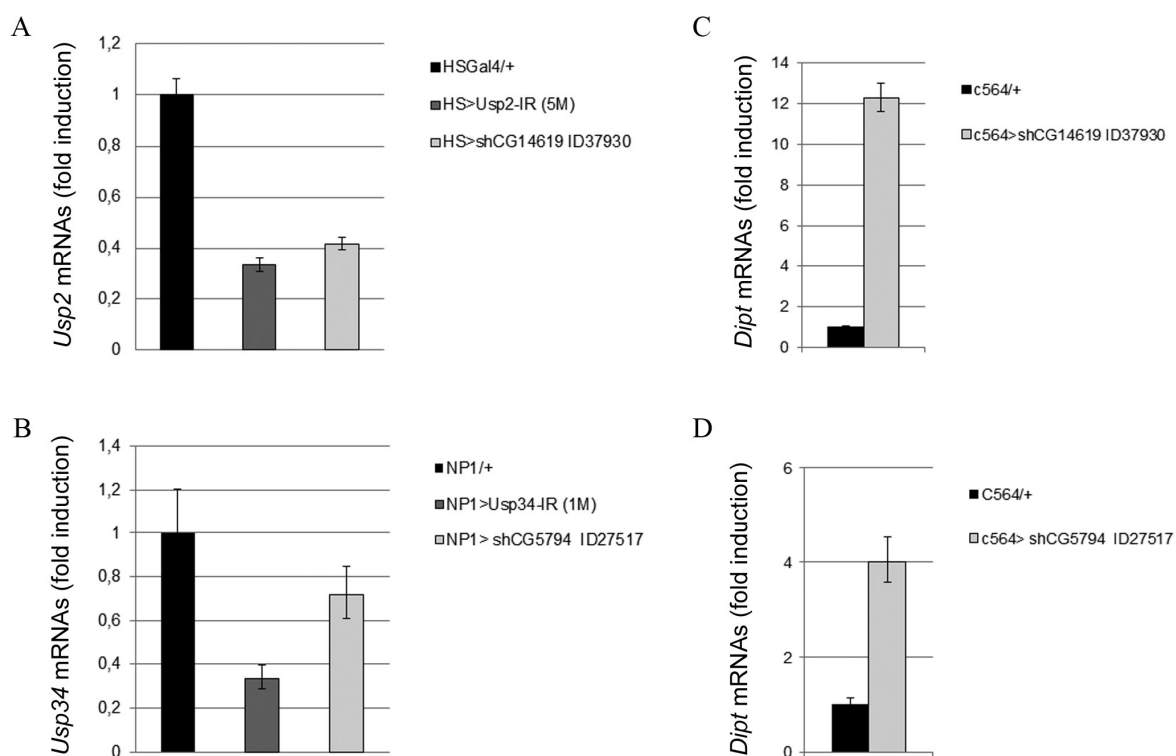 A
Usp2 mRNAs (fold induction)
1,2
1
0,8
0,6
0,4
0,2
0
HSGal4/+
HS>Usp2-IR (5M)
HS>shCG14619 ID37930
C
Dipt mRNAs (fold induction)
14
12
10
8
6
4
2
0
c564/+
c564>shCG14619 ID37930
B
Usp34 mRNAs (fold induction)
1,4
1,2
1
0,8
0,6
0,4
0,2
0
NP1/+
NP1>Usp34-IR (1M)
NP1> shCG5794 ID27517
D
Dipt mRNAs (fold induction)
6
4
2
0
C564/+
c564> shCG5794 ID27517